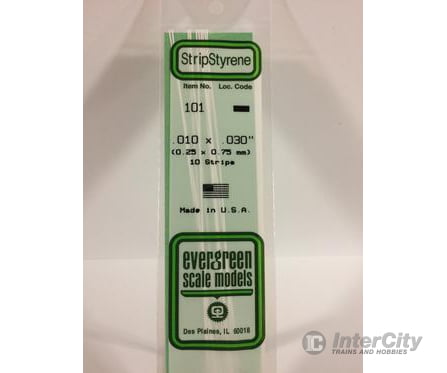 StripStyrene
Item No. Loc. Code
101
.010 x .030"
(0.25 x 0.75 mm)
10 Strips
Made in U.S.A.
evergreen
scale models
Des Plaines, IL 60018
InterCity
TRAINS AND HOBBIES